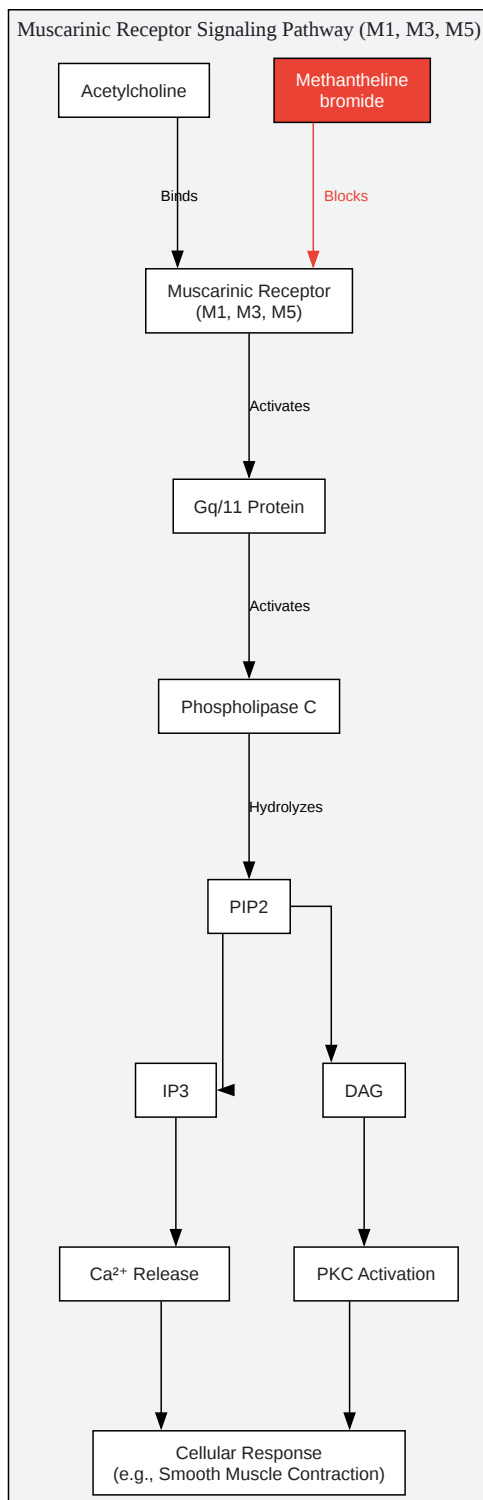 Muscarinic Receptor Signaling Pathway (M1, M3, M5)
Acetylcholine
Methantheline
bromide
Binds
Blocks
Muscarinic Receptor
(M1, M3, M5)
Activates
Gq/11 Protein
Activates
Phospholipase C
Hydrolyzes
PIP2
IP3
DAG
Ca²⁺ Release
PKC Activation
Cellular Response
(e.g., Smooth Muscle Contraction)